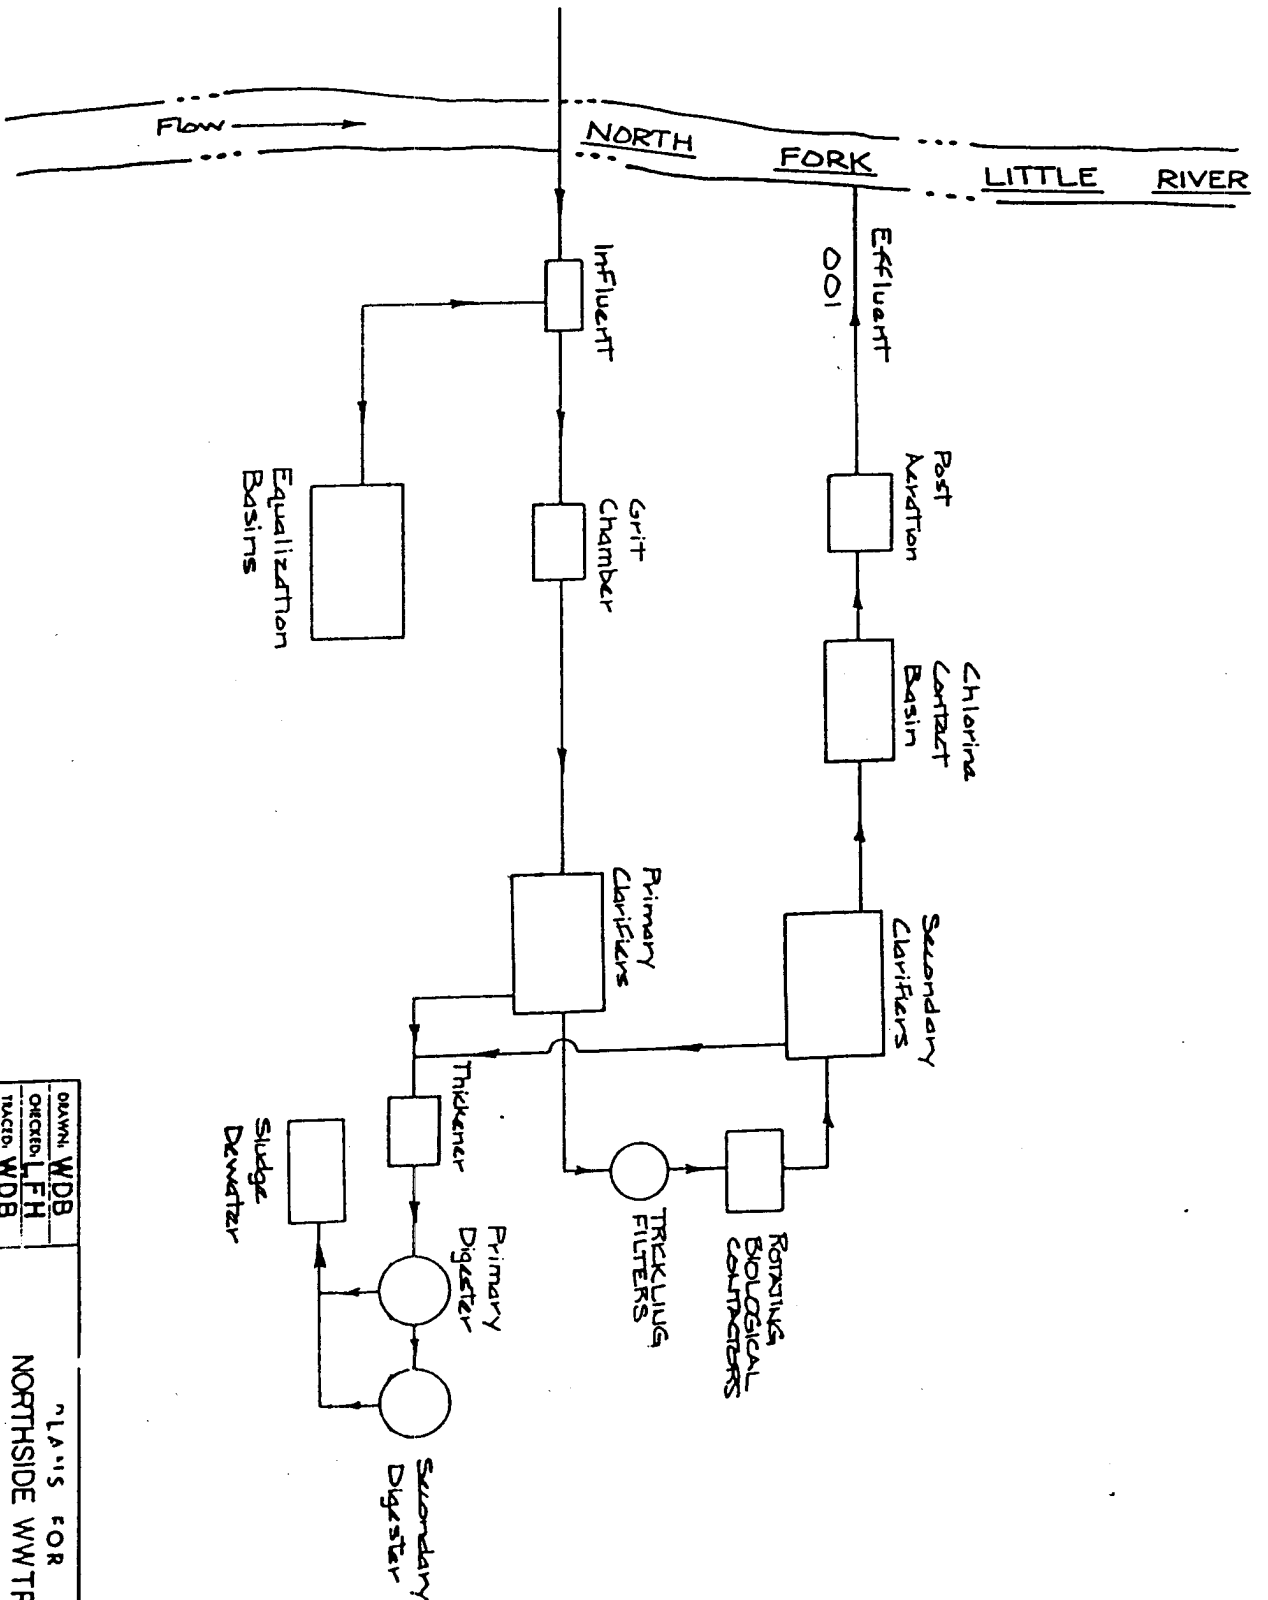 Flow
NORTH FORK LITTLE RIVER
Influent
Effluent
001
Equalization
Basins
Grit
Chamber
Post
Aeration
Chlorine
Contact
Basin
Primary
Clarifiers
Secondary
Clarifiers
Thickener
TRICKLING
FILTERS
ROTATING
BIOLOGICAL
CONTACTORS
Sludge
Dewater
Primary
Digester
Secondary
Digester
DRAWN: WDB
CHECKED: LFH
TRACED: WDB
FOR
NORTHSIDE